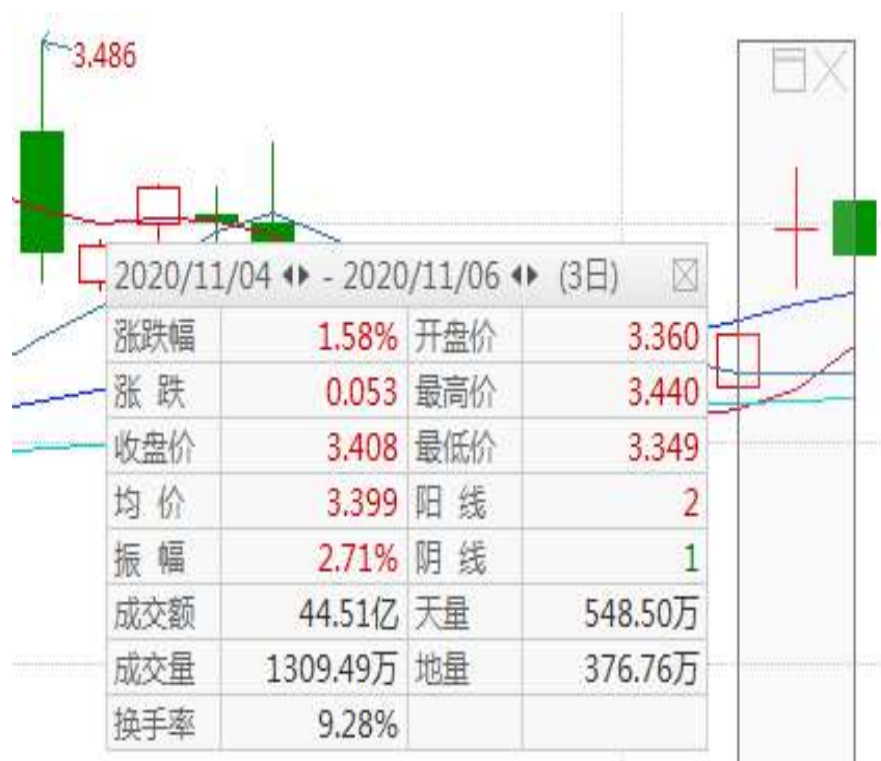 3.486
2020/11/04 - 2020/11/06 (3日)
涨跌幅 1.58% 开盘价 3.360
涨 跌 0.053 最高价 3.440
收盘价 3.408 最低价 3.349
均 价 3.399 阳 线 2
振 幅 2.71% 阴 线 1
成交额 44.51亿 天量 548.50万
成交量 1309.49万 地量 376.76万
换手率 9.28%